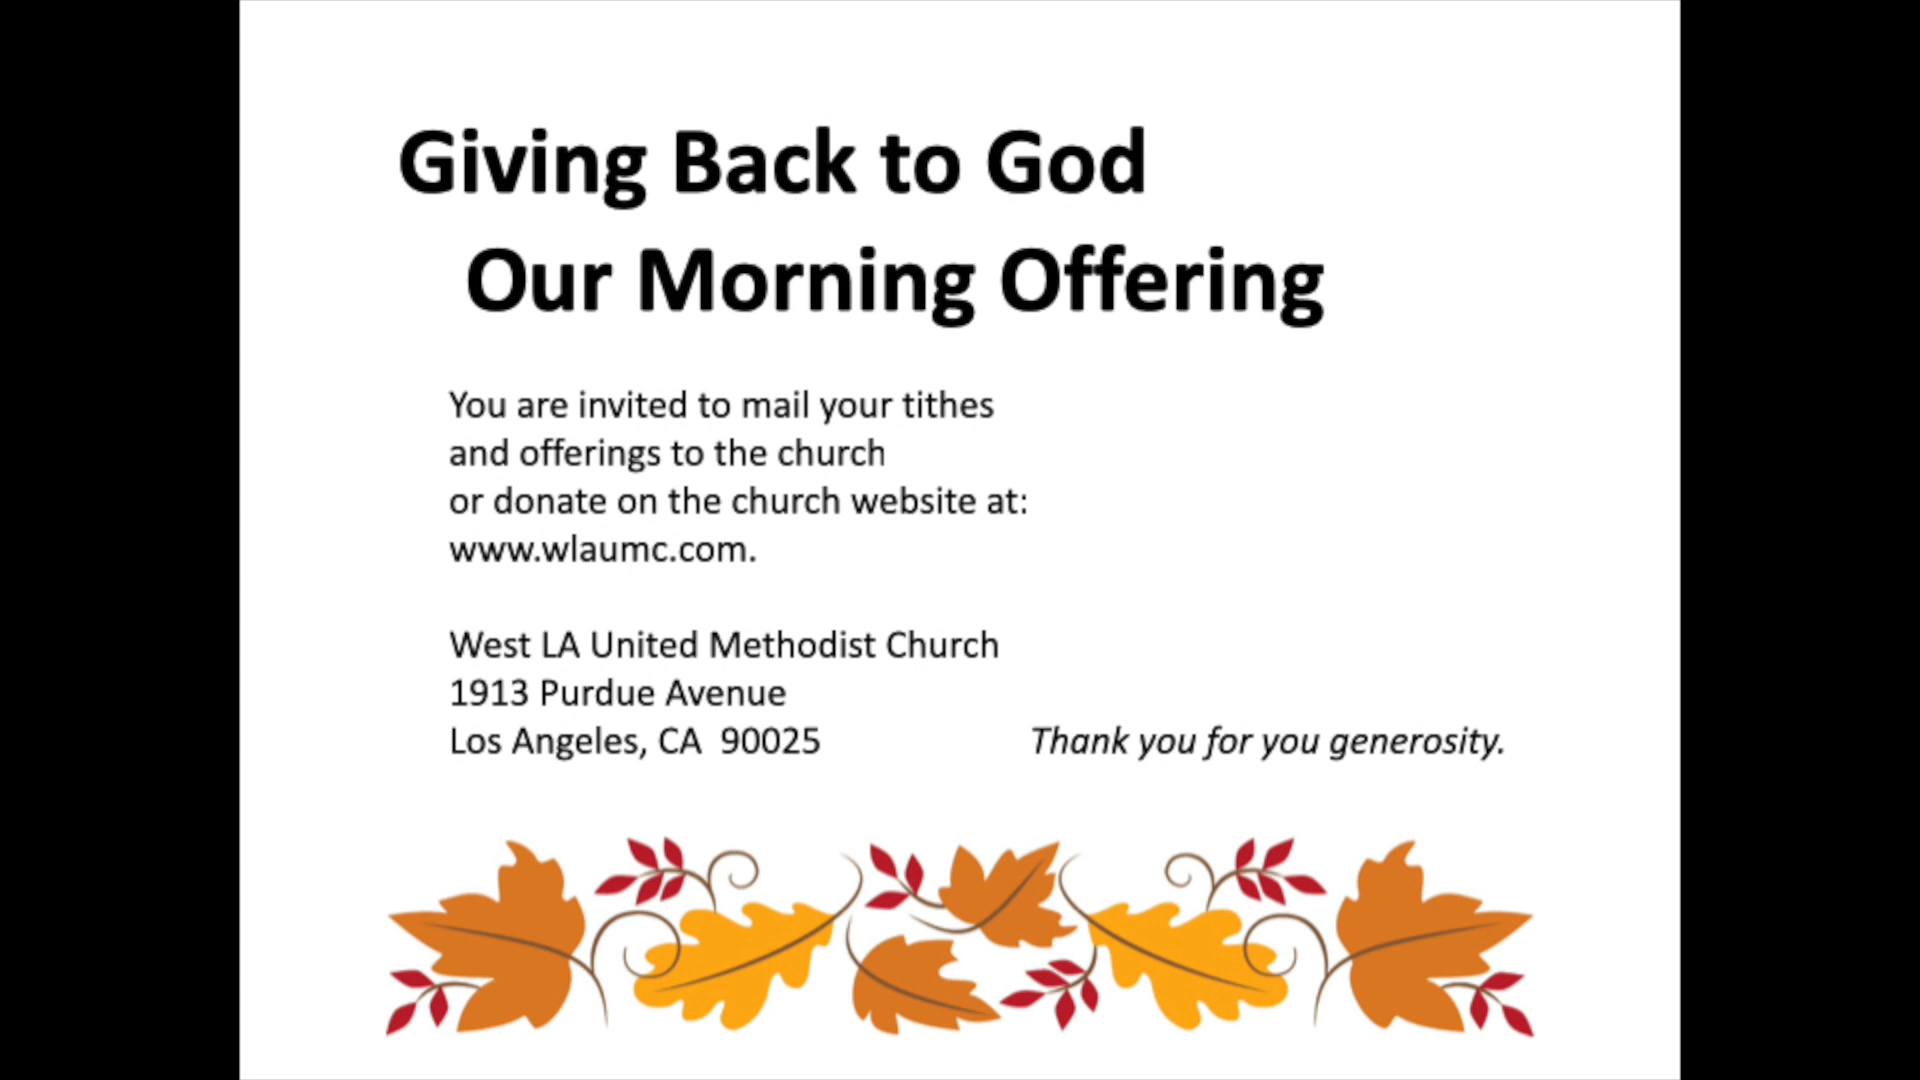 Giving Back to God
Our Morning Offering
You are invited to mail your tithes
and offerings to the church
or donate on the church website at:
www.wlaumc.com.
West LA United Methodist Church
1913 Purdue Avenue
Los Angeles, CA  90025
Thank you for you generosity.